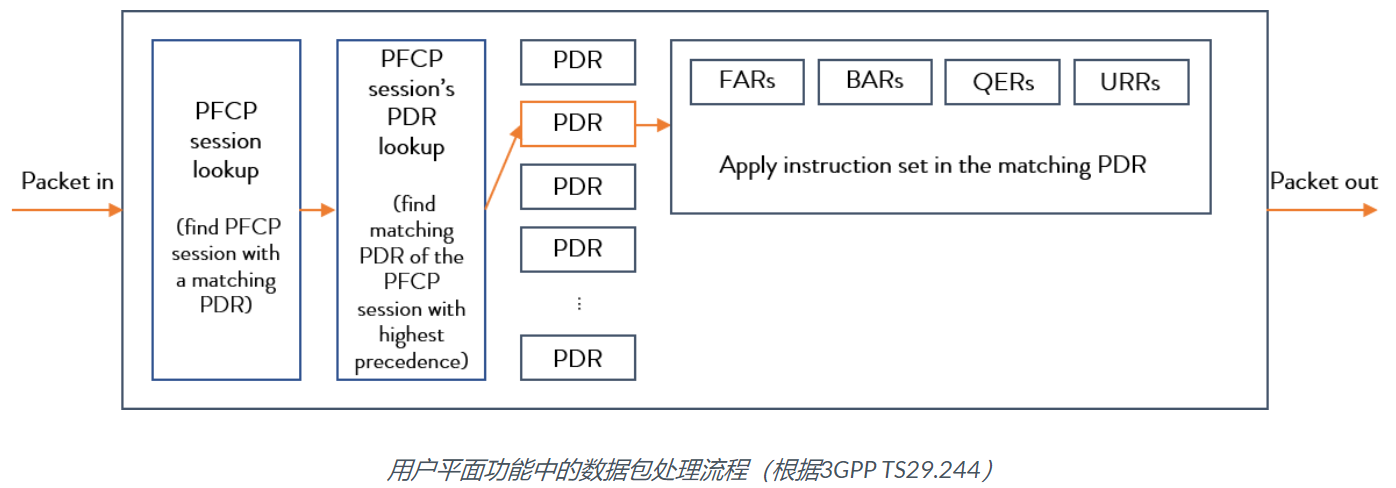 Packet in
PFCP
session
lookup
(find PFCP
session with
a matching
PDR)
PFCP
session's
PDR
lookup
(find
matching
PDR of the
PFCP
session with
highest
precedence)
PDR
PDR
PDR
PDR
...
PDR
FARs
BARs
QERs
URRs
Apply instruction set in the matching PDR
Packet out
用户平面功能中的数据包处理流程（根据3GPP TS29.244）